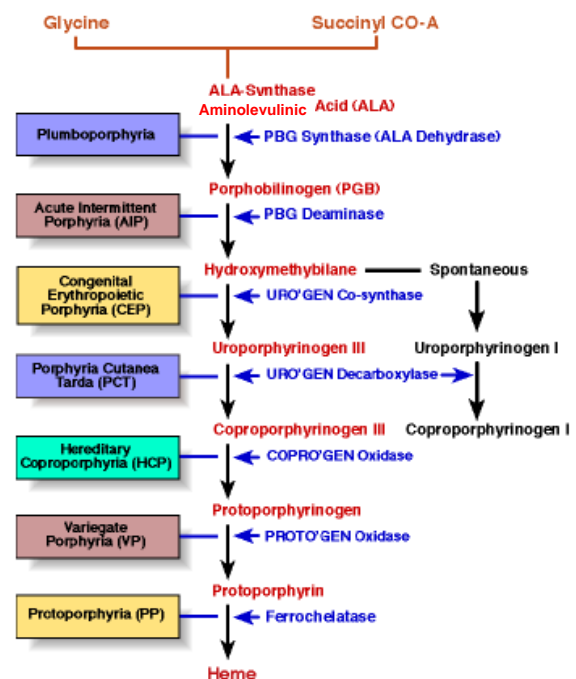 Glycine
Succinyl CO-A
ALA-Synthase
Aminolevulinic Acid (ALA)
Plumboporphyria
PBG Synthase (ALA Dehydrase)
Porphobilinogen (PGB)
Acute Intermittent
Porphyria (AIP)
PBG Deaminase
Hydroxymethybilane
Spontaneous
Congenital
Erythropoietic
Porphyria (CEP)
URO'GEN Co-synthase
Uroporphyrinogen III
Uroporphyrinogen I
Porphyria Cutanea
Tarda (PCT)
URO'GEN Decarboxylase
Coproporphyrinogen III
Coproporphyrinogen I
Hereditary
Coproporphyria (HCP)
COPRO'GEN Oxidase
Protoporphyrinogen
Variegate
Porphyria (VP)
PROTO'GEN Oxidase
Protoporphyrin
Protoporphyria (PP)
Ferrochelatase
Heme